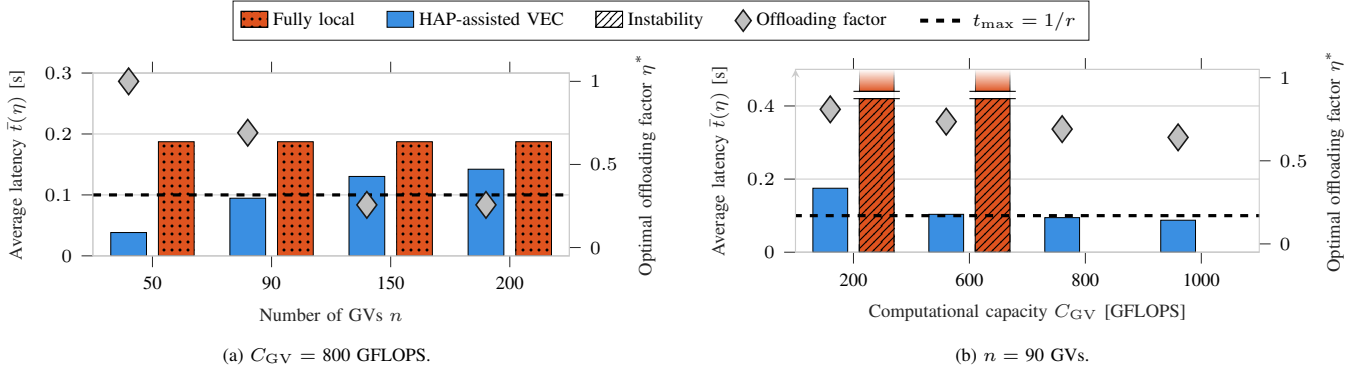 Fully local HAP-assisted VEC Instability Offloading factor t_max = 1/r
Average latency t̄(η) [s]
0.3
0.2
0.1
0
50 90 150 200
Number of GVs n
1
0.5
0
Optimal offloading factor η*
(a) C_GV = 800 GFLOPS.
Average latency t̄(η) [s]
0.4
0.2
0
200 600 800 1000
Computational capacity C_GV [GFLOPS]
1
0.5
0
Optimal offloading factor η*
(b) n = 90 GVs.